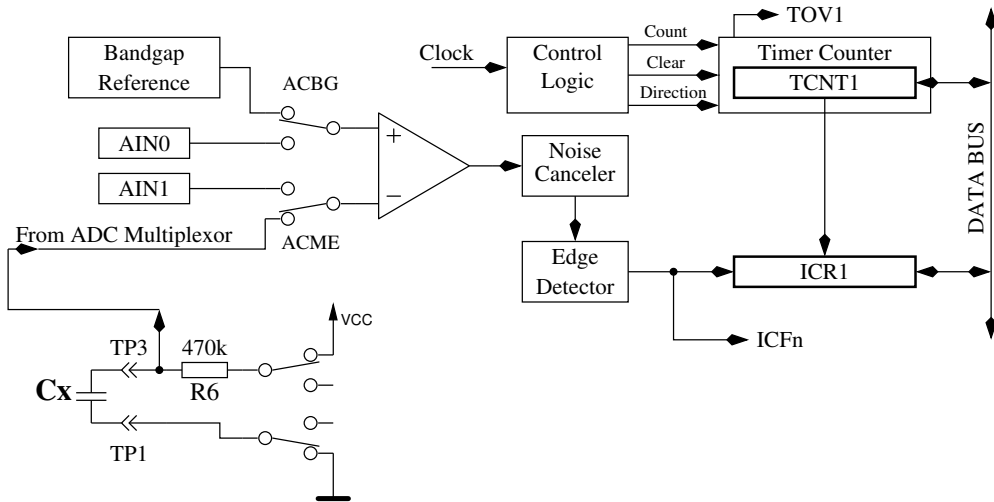 TOV1
Bandgap
Reference
ACBG
Clock
Control
Logic
Count
Clear
Direction
Timer Counter
TCNT1
AIN0
AIN1
+
−
Noise
Canceler
DATA BUS
From ADC Multiplexor
ACME
Edge
Detector
ICR1
ICFn
VCC
TP3
470k
R6
Cx
TP1